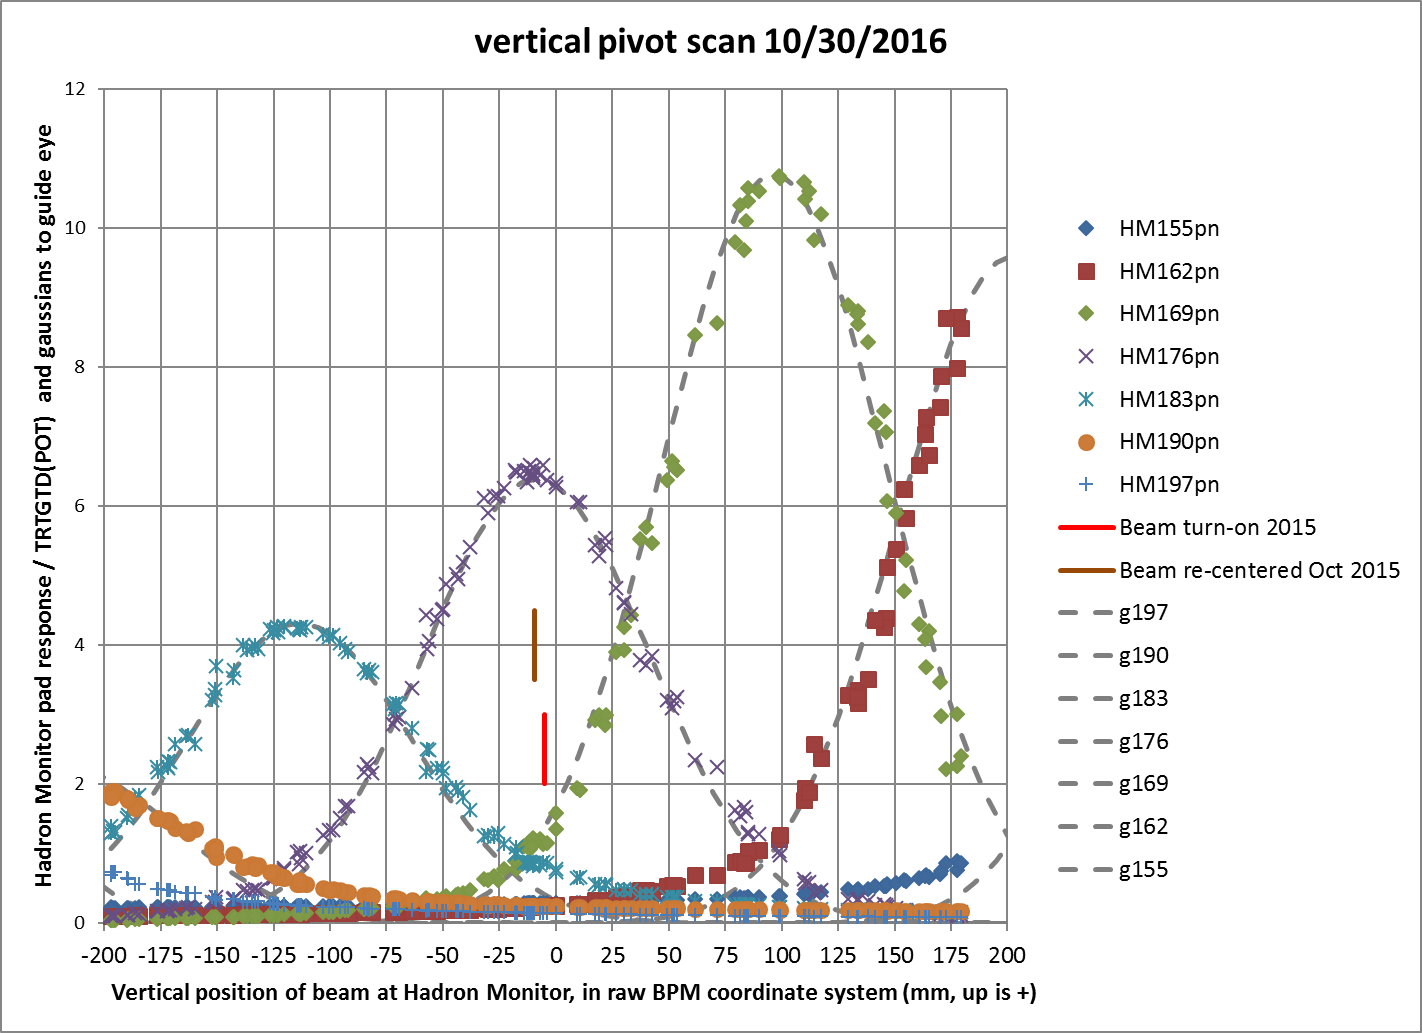 vertical pivot scan 10/30/2016
Hadron Monitor pad response / TRTGTD(POT) and gaussians to guide eye
12
10
8
6
4
2
0
-200 -175 -150 -125 -100 -75 -50 -25 0 25 50 75 100 125 150 175 200
Vertical position of beam at Hadron Monitor, in raw BPM coordinate system (mm, up is +)
HM155pn
HM162pn
HM169pn
HM176pn
HM183pn
HM190pn
HM197pn
Beam turn-on 2015
Beam re-centered Oct 2015
g197
g190
g183
g176
g169
g162
g155